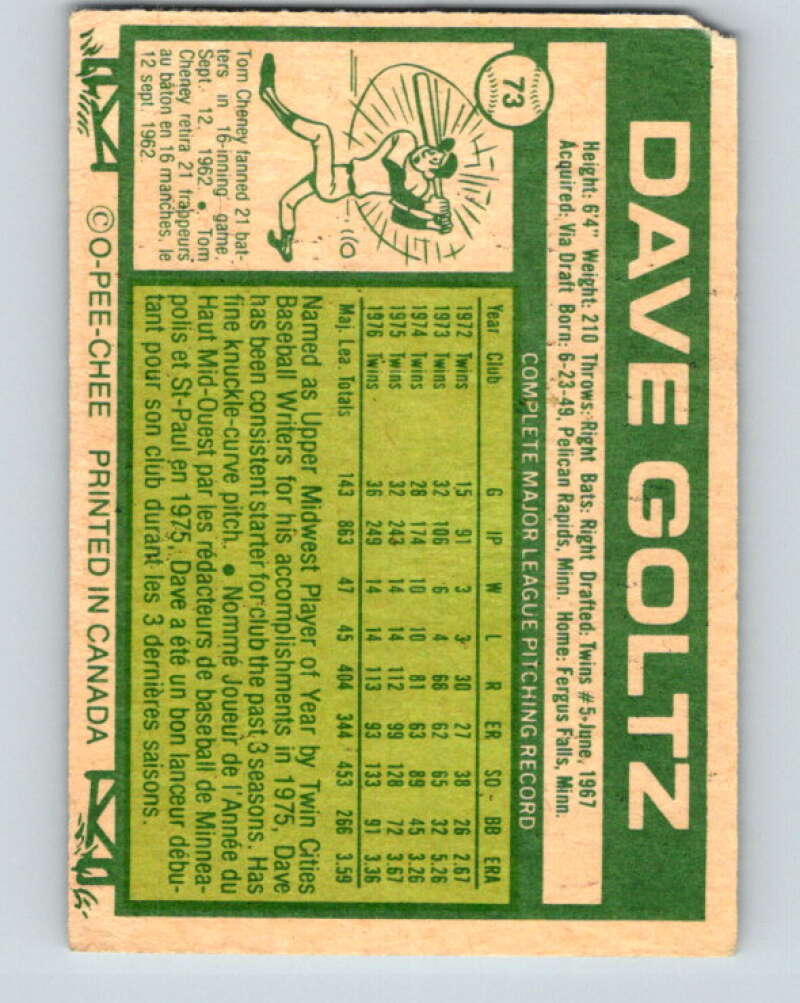 73
DAVE GOLTZ
Height: 6'4" Weight: 210 Throws: Right Bats: Right Drafted: Twins #5-June, 1967
Acquired: Via Draft Born: 6-23-49, Pelican Rapids, Minn. Home: Fergus Falls, Minn.
COMPLETE MAJOR LEAGUE PITCHING RECORD
Year Club G IP W L R ER SO BB ERA
1972 Twins 15 91 3 3 30 27 38 26 2.67
1973 Twins 32 106 6 4 68 62 65 32 5.26
1974 Twins 28 174 10 10 81 63 89 45 3.26
1975 Twins 32 243 14 14 112 99 128 72 3.67
1976 Twins 36 249 14 14 113 93 133 91 3.36
Maj. Lea. Totals 143 863 47 45 404 344 453 266 3.59
Named as Upper Midwest Player of Year by Twin Cities
Baseball Writers for his accomplishments in 1975, Dave
has been consistent starter for club the past 3 seasons. Has
fine knuckle-curve pitch. • Nommé Joueur de l'Année du
Haut Mid-Ouest par les rédacteurs de baseball de Minnea-
polis et St-Paul en 1975, Dave a été un bon lanceur débu-
tant pour son club durant les 3 dernières saisons.
Tom Cheney fanned 21 bat-
ters in 16-inning game,
Sept. 12, 1962. • Tom
Cheney retira 21 frappeurs
au bâton en 16 manches, le
12 sept. 1962.
©O-PEE-CHEE PRINTED IN CANADA